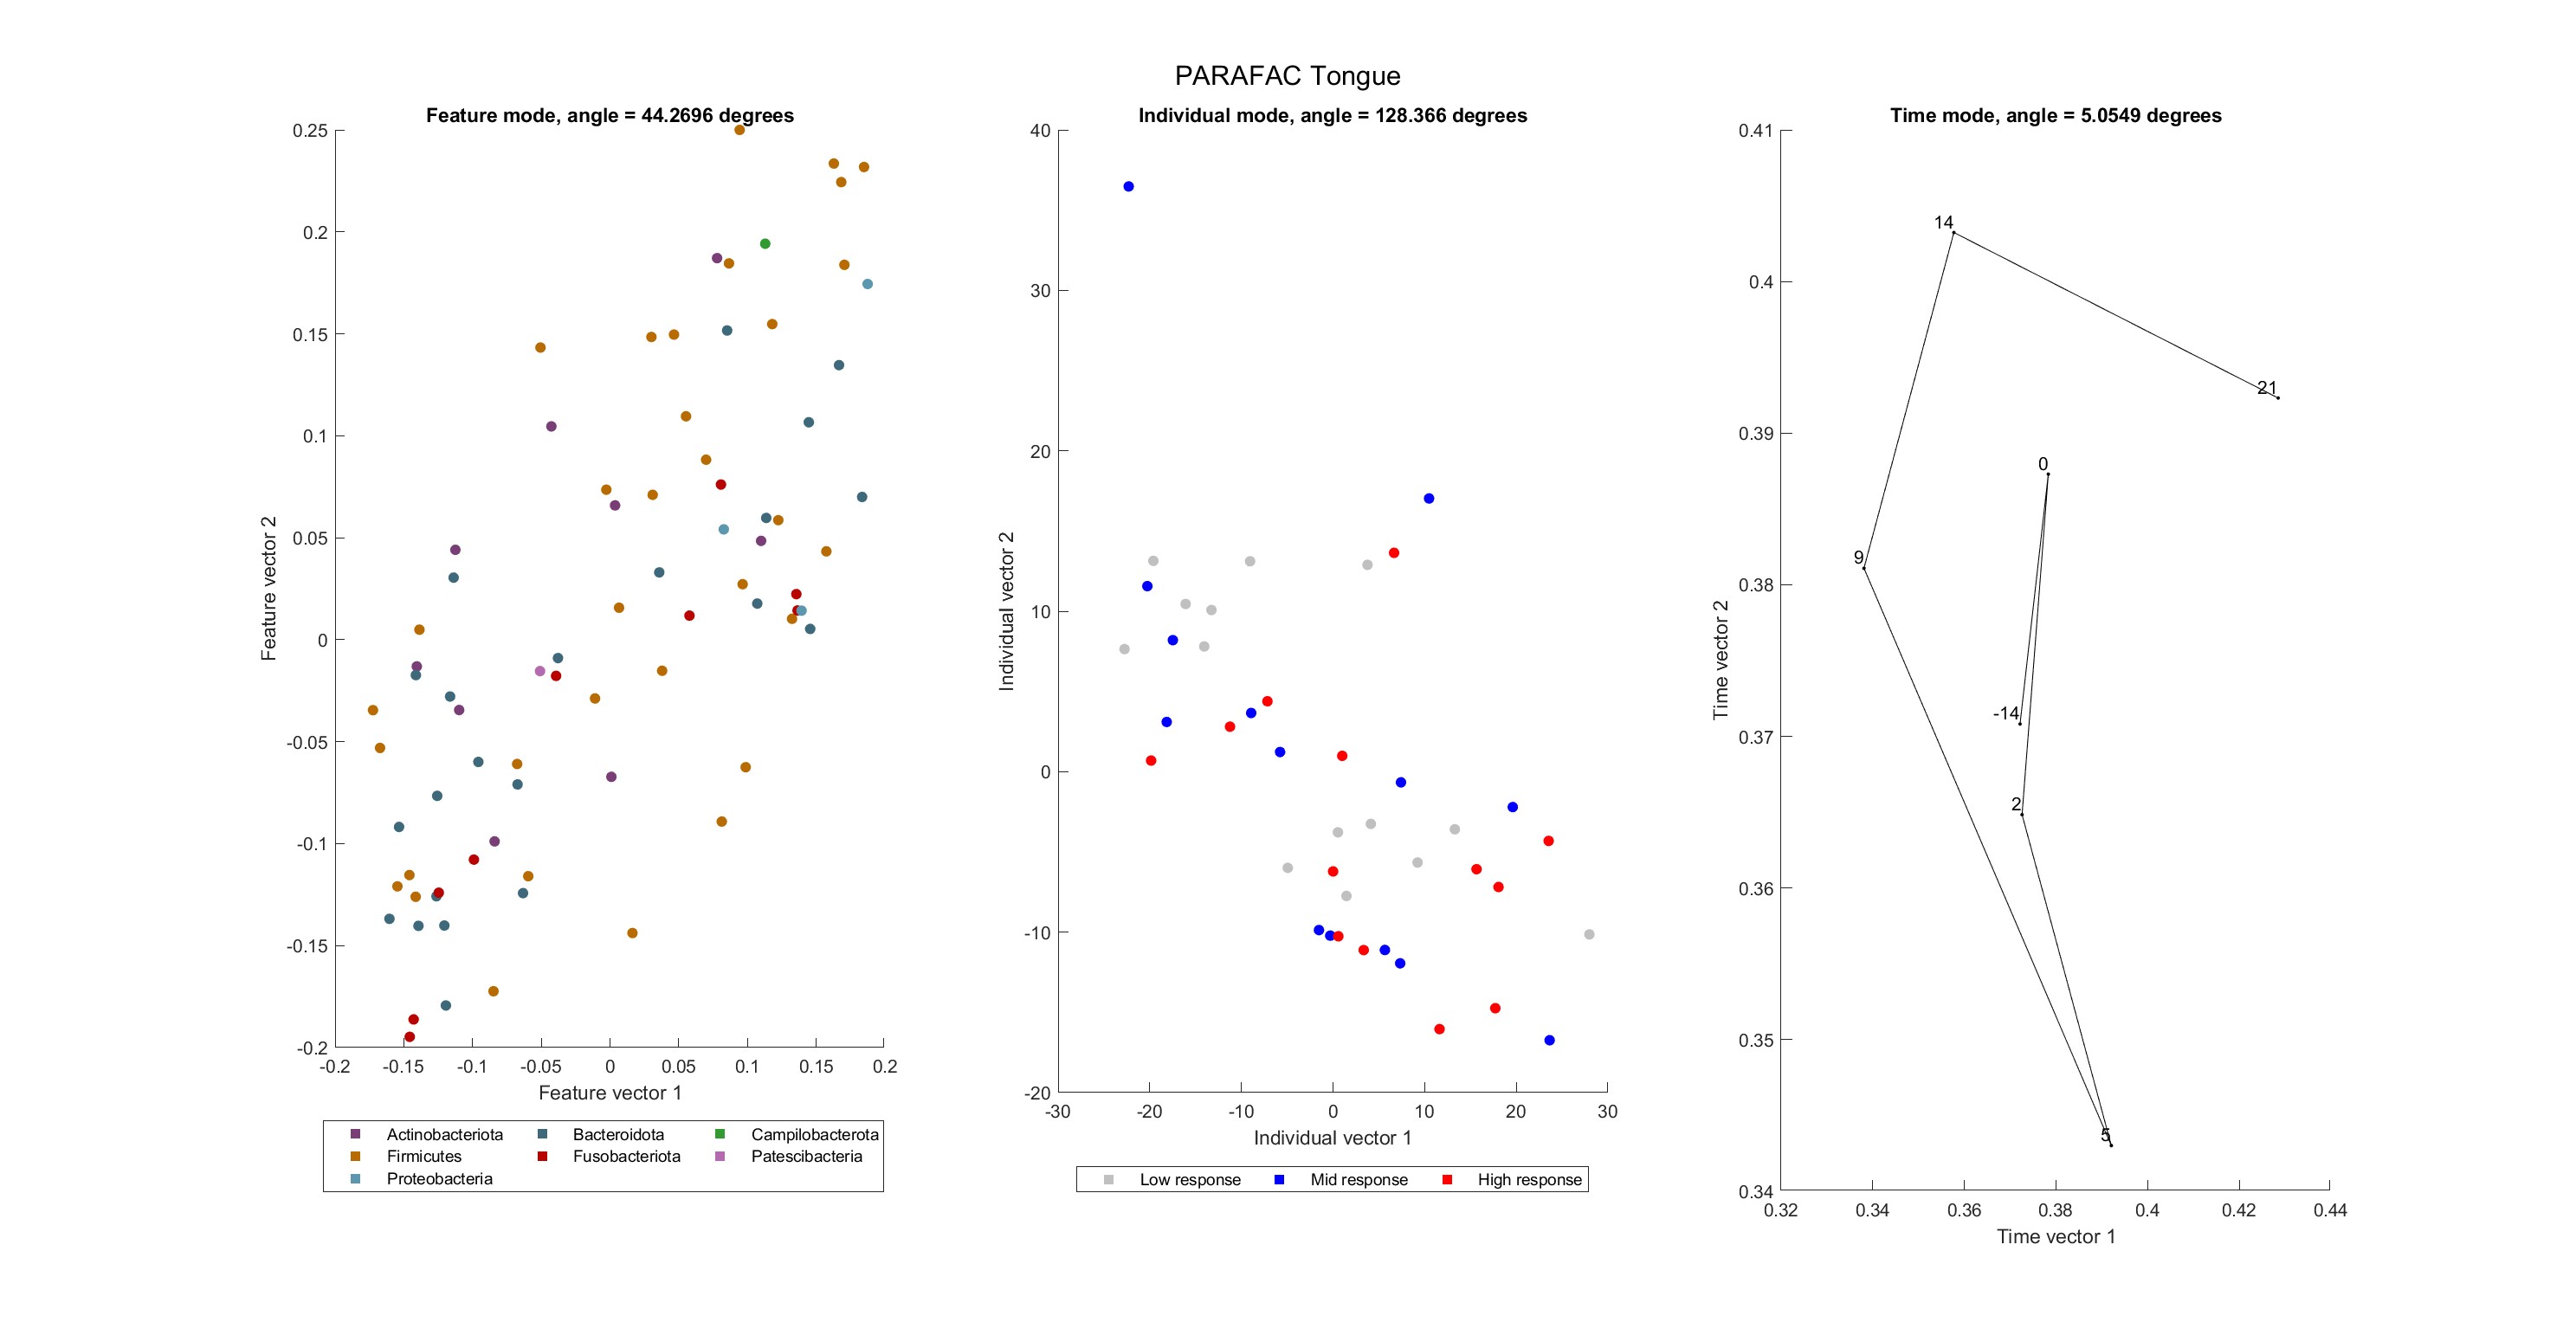 PARAFAC Tongue
Feature mode, angle = 44.2696 degrees
0.25
0.2
0.15
0.1
0.05
0
-0.05
-0.1
-0.15
-0.2
Feature vector 2
-0.2 -0.15 -0.1 -0.05 0 0.05 0.1 0.15 0.2
Feature vector 1
Actinobacteriota Bacteroidota Campilobacterota
Firmicutes Fusobacteriota Patescibacteria
Proteobacteria
Individual mode, angle = 128.366 degrees
40
30
20
10
0
-10
-20
Individual vector 2
-30 -20 -10 0 10 20 30
Individual vector 1
Low response Mid response High response
Time mode, angle = 5.0549 degrees
0.41
0.4
0.39
0.38
0.37
0.36
0.35
0.34
Time vector 2
14
21
0
9
-14
2
5
0.32 0.34 0.36 0.38 0.4 0.42 0.44
Time vector 1